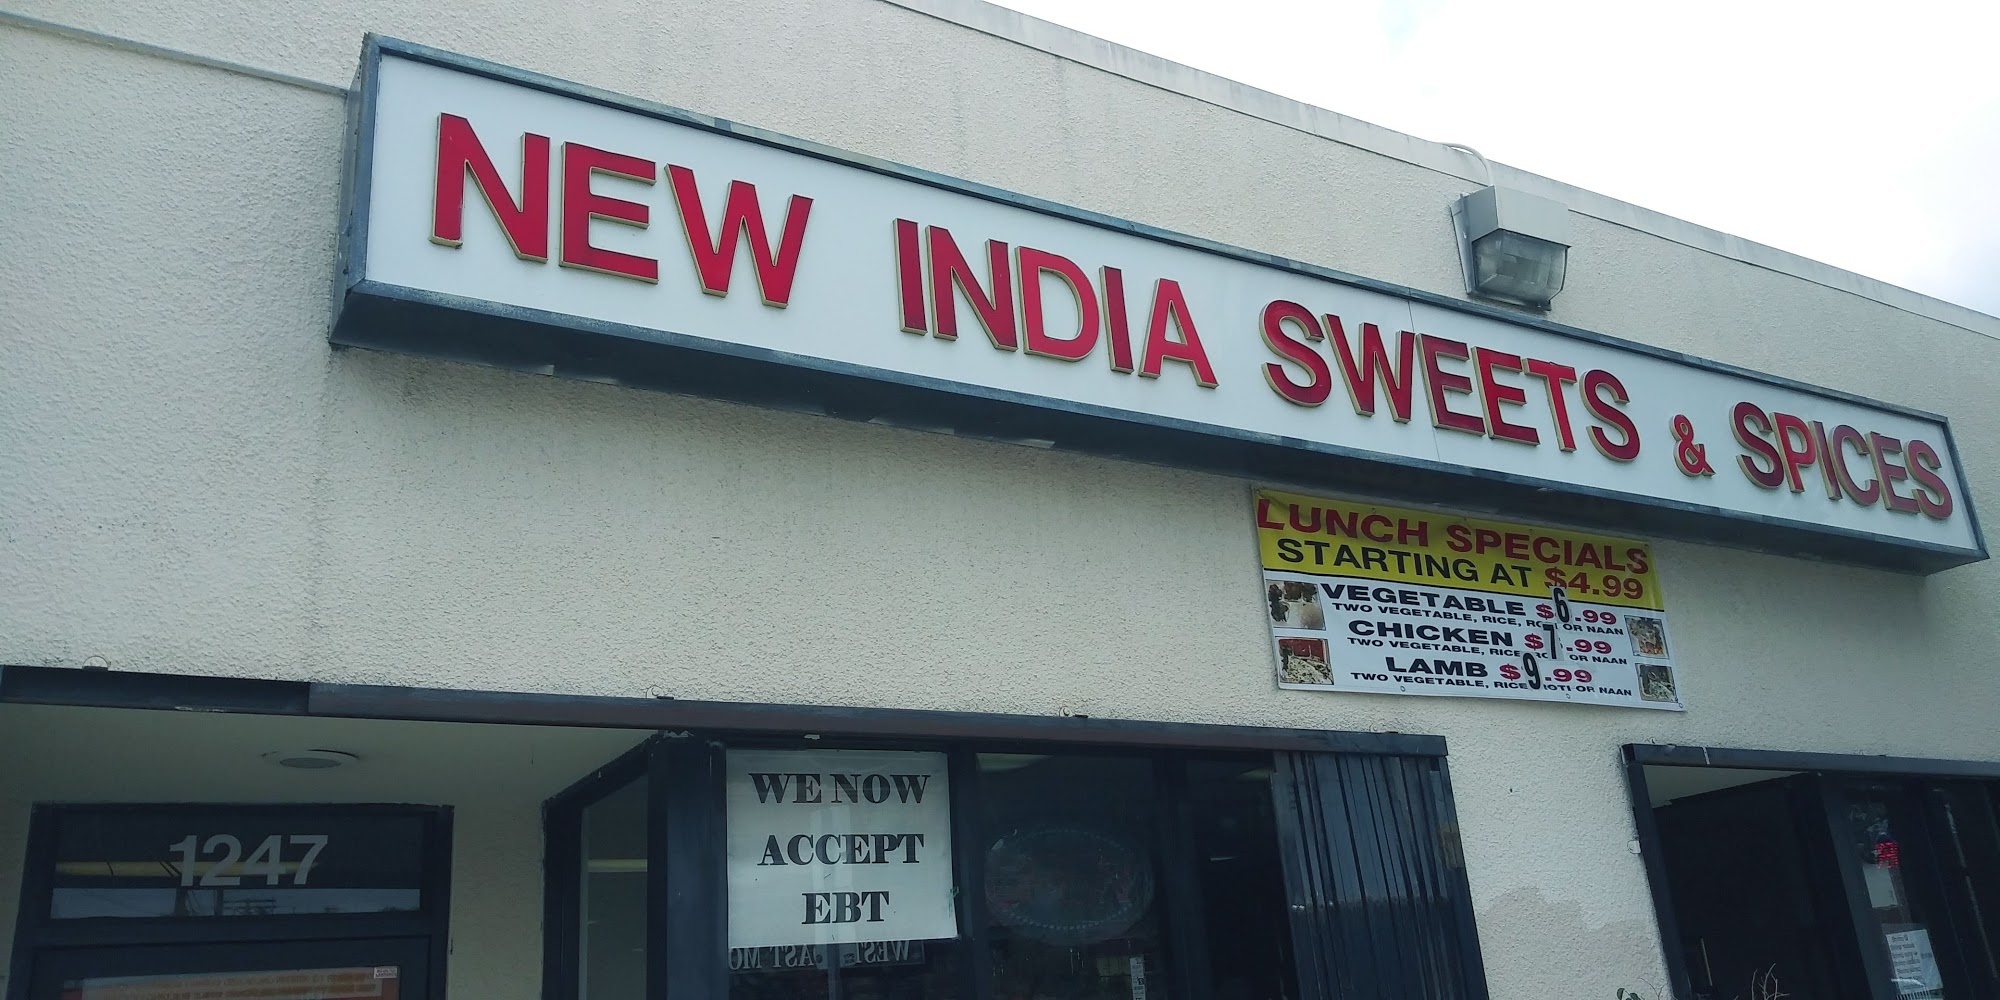 NEW INDIA SWEETS & SPICES
LUNCH SPECIALS
STARTING AT $4.99
VEGETABLE $6.99
TWO VEGETABLE, RICE, ROTI OR NAAN
CHICKEN $7.99
TWO VEGETABLE, RICE OR NAAN
LAMB $9.99
TWO VEGETABLE, RICE ROTI OR NAAN
1247
WE NOW
ACCEPT
EBT